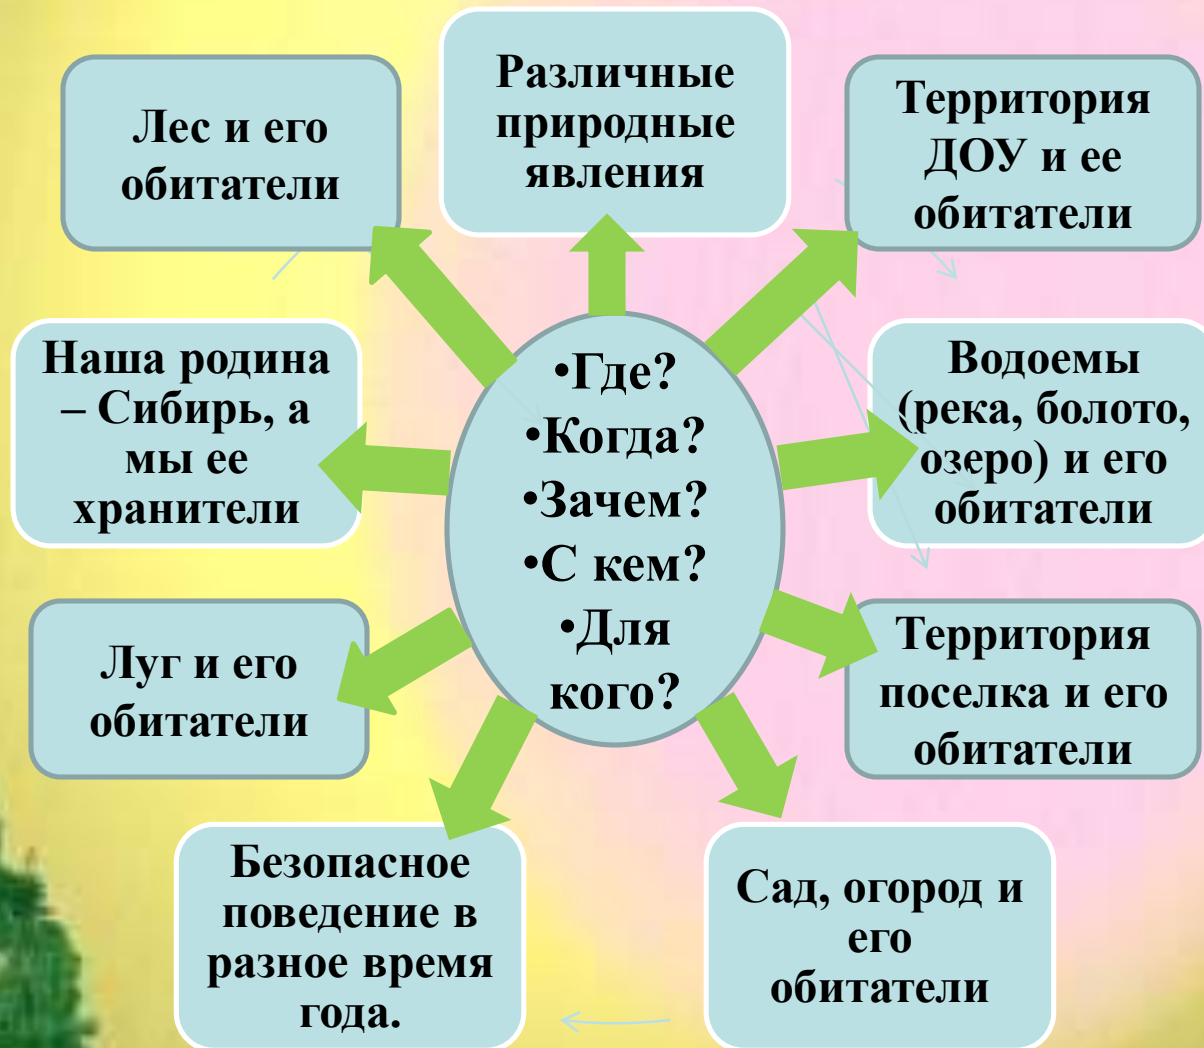 Различные
природные
явления
Лес и его
обитатели
Территория
ДОУ и ее
обитатели
Наша родина
– Сибирь, а
мы ее
хранители
•Где?
•Когда?
•Зачем?
•С кем?
•Для
кого?
Водоемы
(река, болото,
озеро) и его
обитатели
Луг и его
обитатели
Территория
поселка и его
обитатели
Безопасное
поведение в
разное время
года.
Сад, огород и
его
обитатели